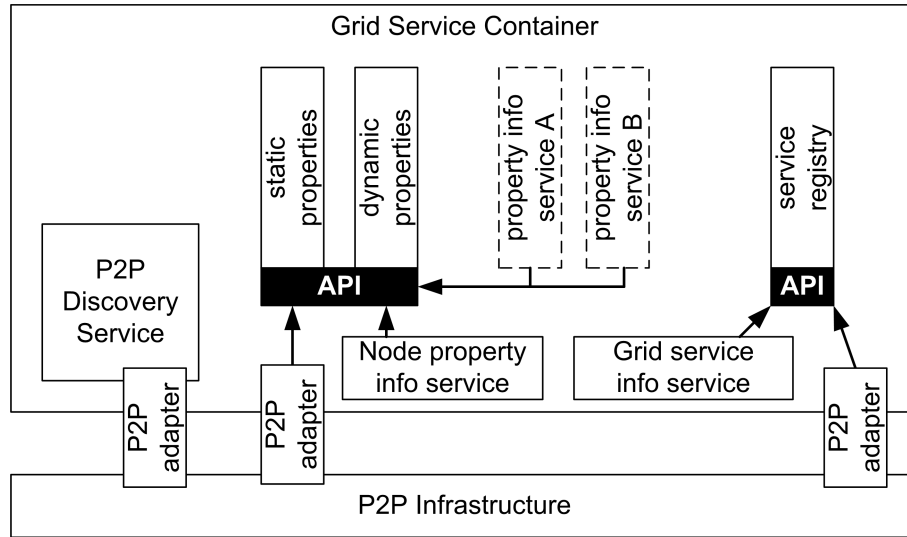 Grid Service Container
static
properties
dynamic
properties
property info
service A
property info
service B
service
registry
P2P
Discovery
Service
API
API
Node property
info service
Grid service
info service
P2P
adapter
P2P
adapter
P2P
adapter
P2P Infrastructure